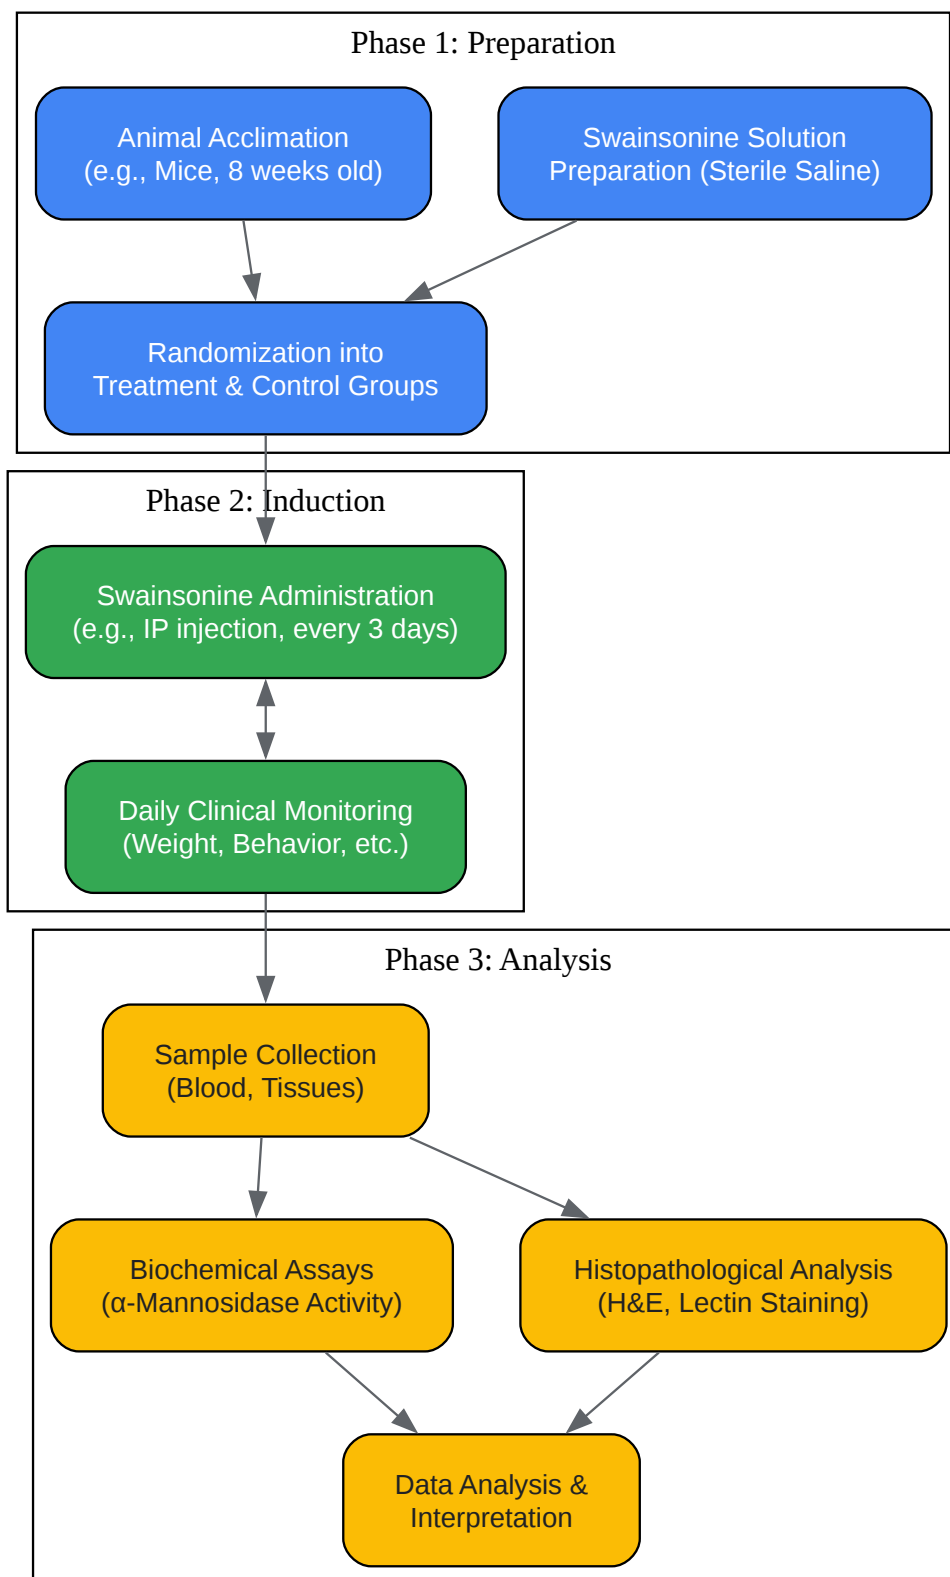 Phase 1: Preparation
Animal Acclimation
(e.g., Mice, 8 weeks old)
Swainsonine Solution
Preparation (Sterile Saline)
Randomization into
Treatment & Control Groups
Phase 2: Induction
Swainsonine Administration
(e.g., IP injection, every 3 days)
Daily Clinical Monitoring
(Weight, Behavior, etc.)
Phase 3: Analysis
Sample Collection
(Blood, Tissues)
Biochemical Assays
(α-Mannosidase Activity)
Histopathological Analysis
(H&E, Lectin Staining)
Data Analysis &
Interpretation